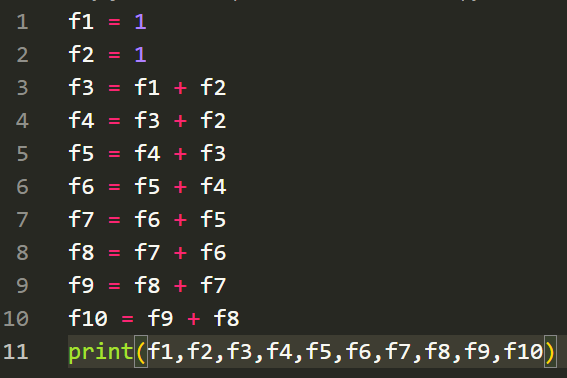 1 f1 = 1
2 f2 = 1
3 f3 = f1 + f2
4 f4 = f3 + f2
5 f5 = f4 + f3
6 f6 = f5 + f4
7 f7 = f6 + f5
8 f8 = f7 + f6
9 f9 = f8 + f7
10 f10 = f9 + f8
11 print(f1,f2,f3,f4,f5,f6,f7,f8,f9,f10)